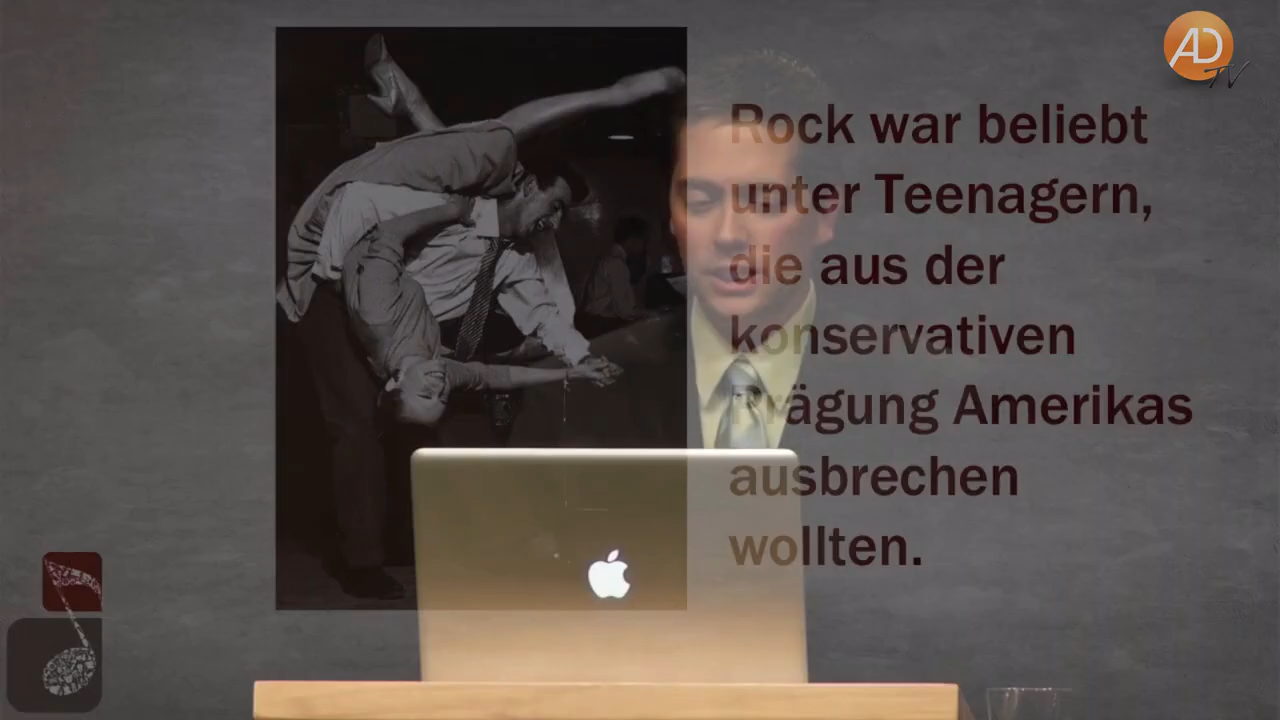 AD
TV
Rock war beliebt
unter Teenagern,
die aus der
konservativen
Prägung Amerikas
ausbrechen
wollten.